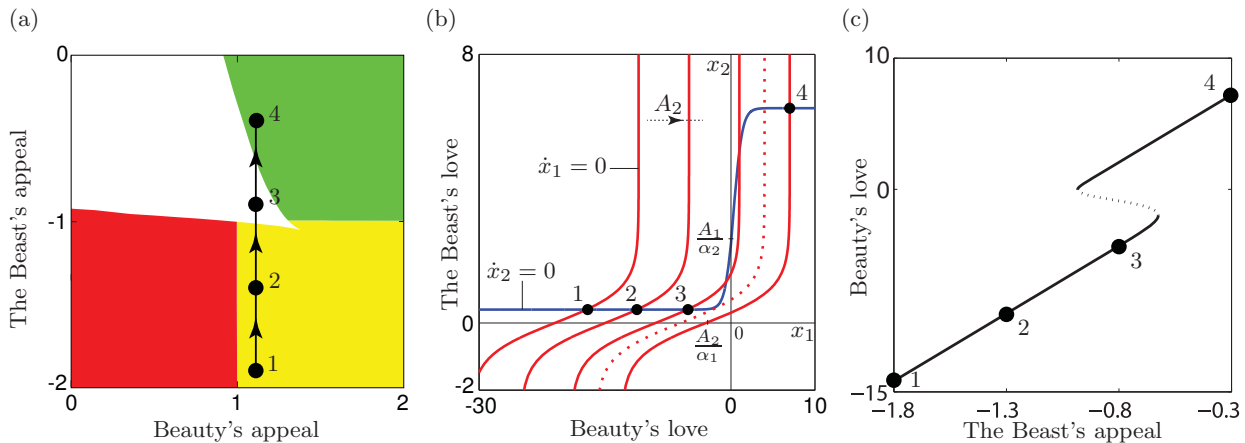 (a)
The Beast's appeal
0
-1
-2
4
3
2
1
0
1
2
Beauty's appeal
(b)
The Beast's love
8
0
-2
x₂
A₂
ẋ₁ = 0
4
A₁/α₂
ẋ₂ = 0
1
2
3
0
x₁
A₂/α₁
-30
0
10
Beauty's love
(c)
Beauty's love
10
0
-15
4
3
2
1
−1.8
−1.3
−0.8
−0.3
The Beast's appeal